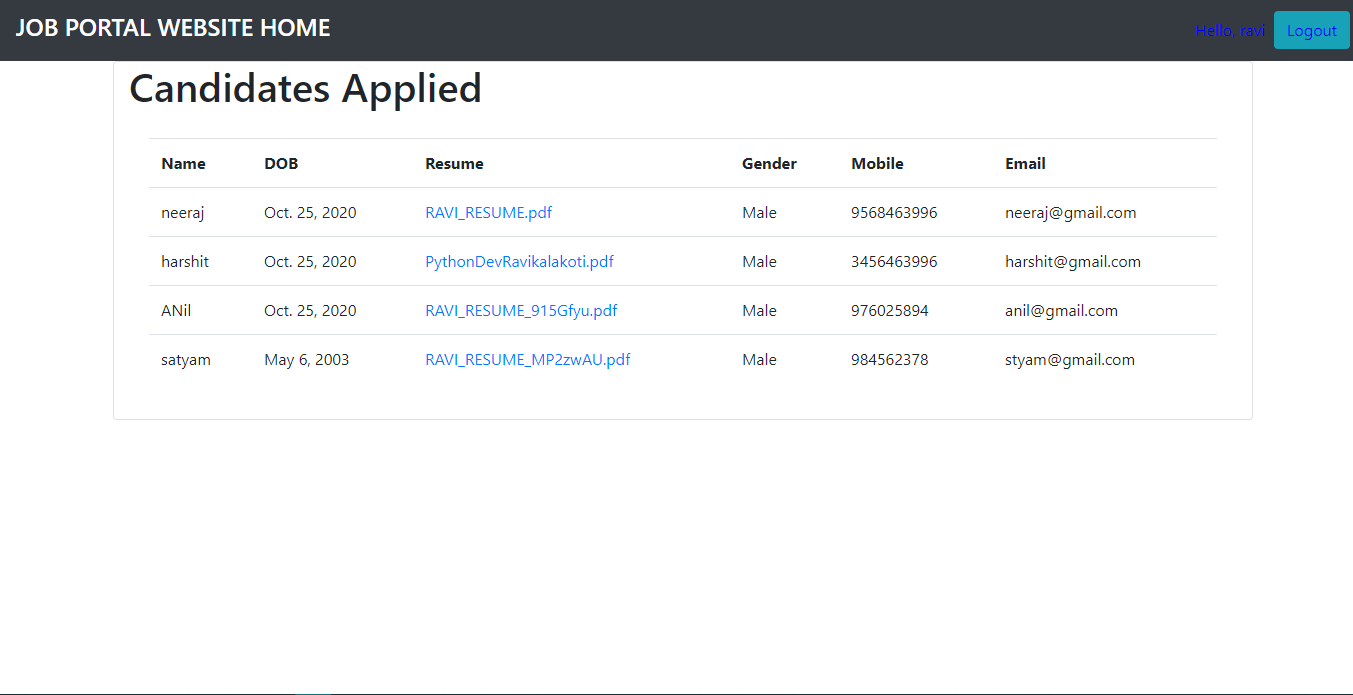 JOB PORTAL WEBSITE HOME Hello, ravi Logout
Candidates Applied
Name DOB Resume Gender Mobile Email
neeraj Oct. 25, 2020 RAVI_RESUME.pdf Male 9568463996 neeraj@gmail.com
harshit Oct. 25, 2020 PythonDevRavikalakoti.pdf Male 3456463996 harshit@gmail.com
ANil Oct. 25, 2020 RAVI_RESUME_915Gfyu.pdf Male 976025894 anil@gmail.com
satyam May 6, 2003 RAVI_RESUME_MP2zwAU.pdf Male 984562378 styam@gmail.com